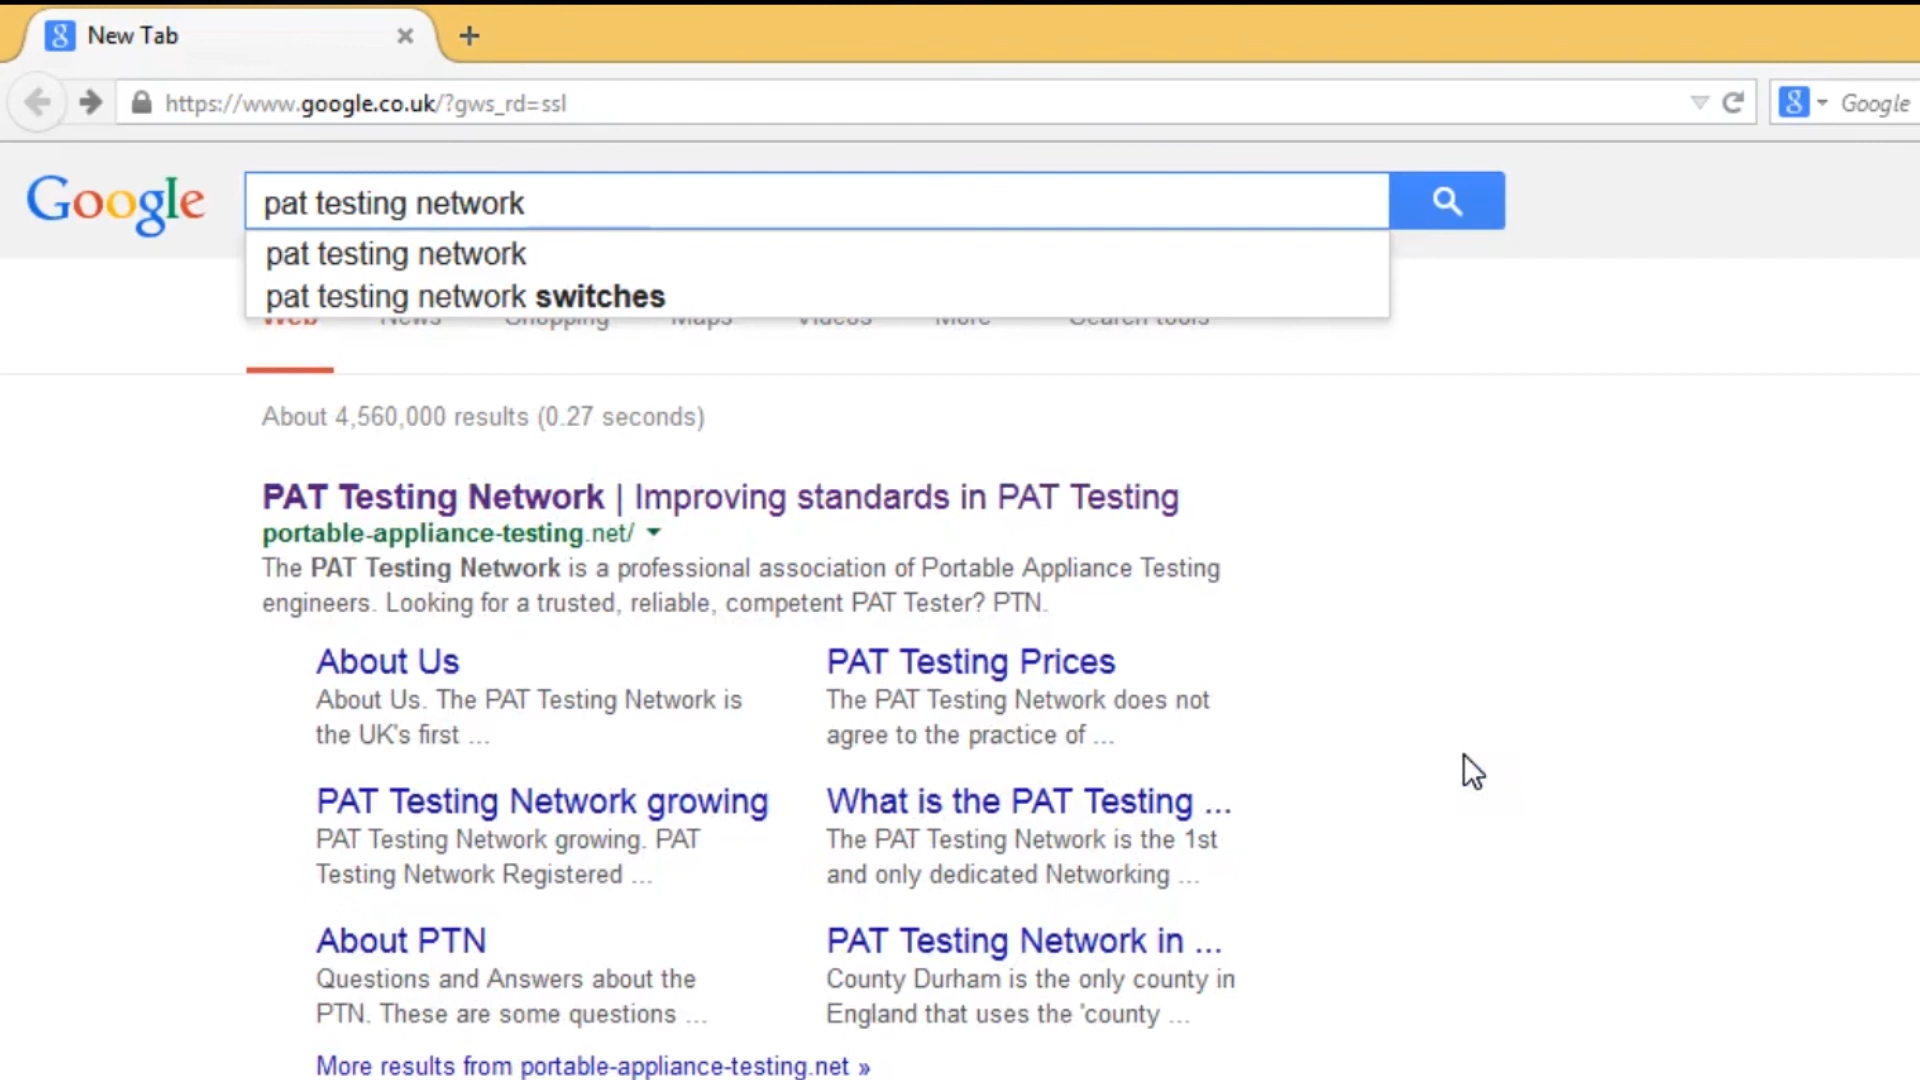 New Tab
https://www.google.co.uk/?gws_rd=ssl
Google
Google
pat testing network
pat testing network
pat testing network switches
Web News Shopping Maps Videos More Search tools
About 4,560,000 results (0.27 seconds)
PAT Testing Network | Improving standards in PAT Testing
portable-appliance-testing.net/
The PAT Testing Network is a professional association of Portable Appliance Testing
engineers. Looking for a trusted, reliable, competent PAT Tester? PTN.
About Us
About Us. The PAT Testing Network is
the UK's first ...
PAT Testing Prices
The PAT Testing Network does not
agree to the practice of ...
PAT Testing Network growing
PAT Testing Network growing. PAT
Testing Network Registered ...
What is the PAT Testing ...
The PAT Testing Network is the 1st
and only dedicated Networking ...
About PTN
Questions and Answers about the
PTN. These are some questions ...
PAT Testing Network in ...
County Durham is the only county in
England that uses the 'county ...
More results from portable-appliance-testing.net »